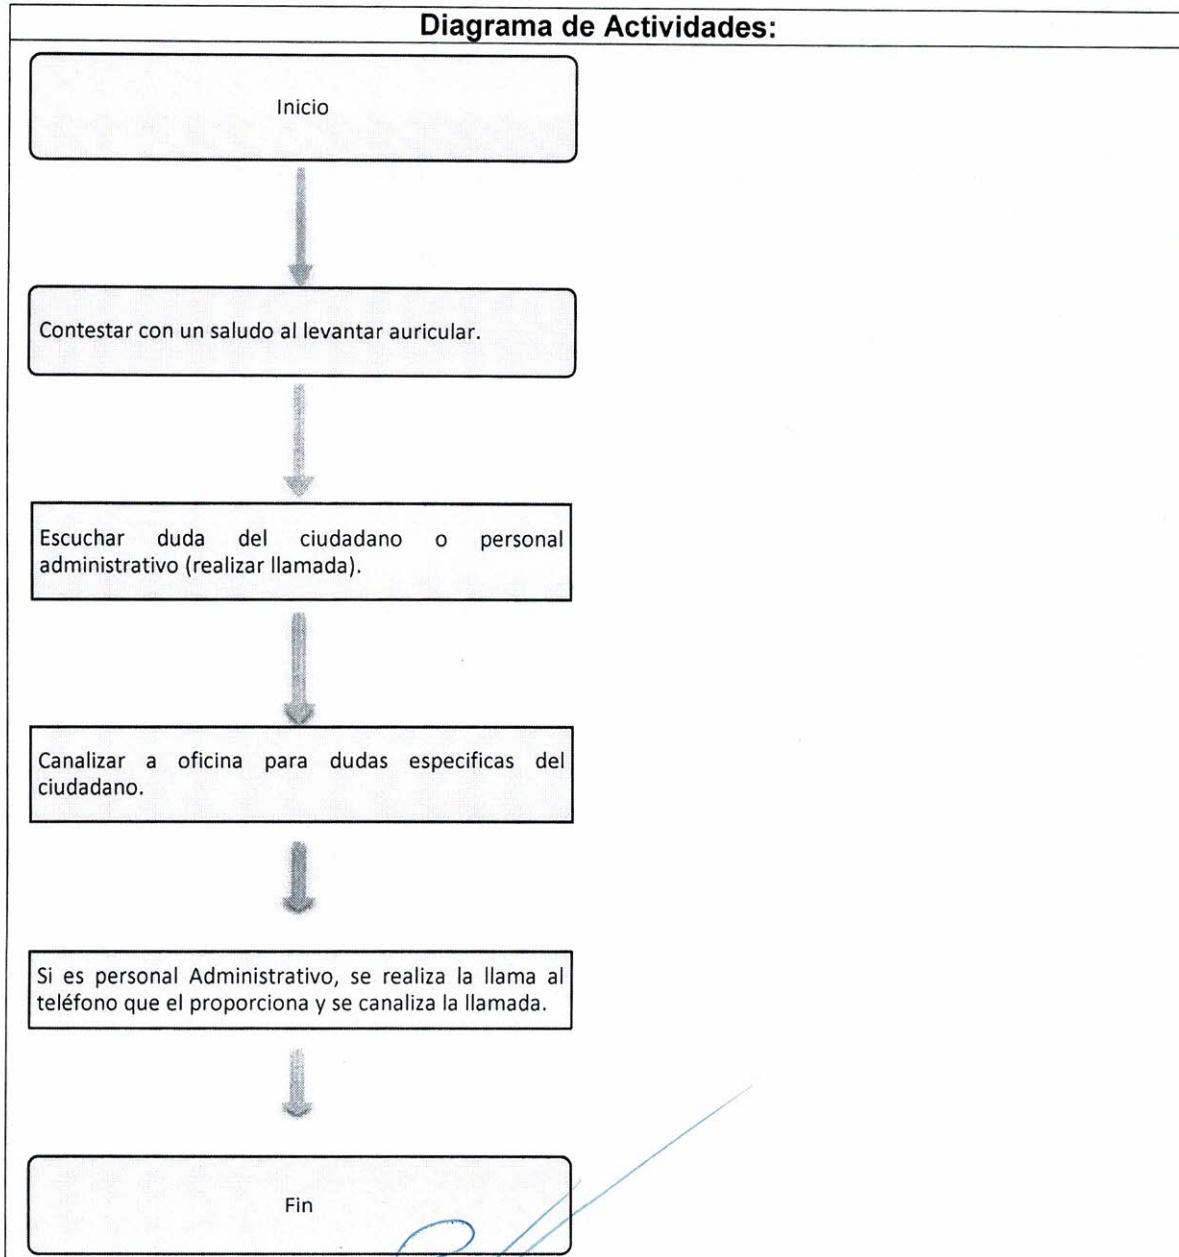 Diagrama de Actividades:
Inicio
Contestar con un saludo al levantar auricular.
Escuchar duda del ciudadano o personal
administrativo (realizar llamada).
Canalizar a oficina para dudas especificas del
ciudadano.
Si es personal Administrativo, se realiza la llama al
teléfono que el proporciona y se canaliza la llamada.
Fin